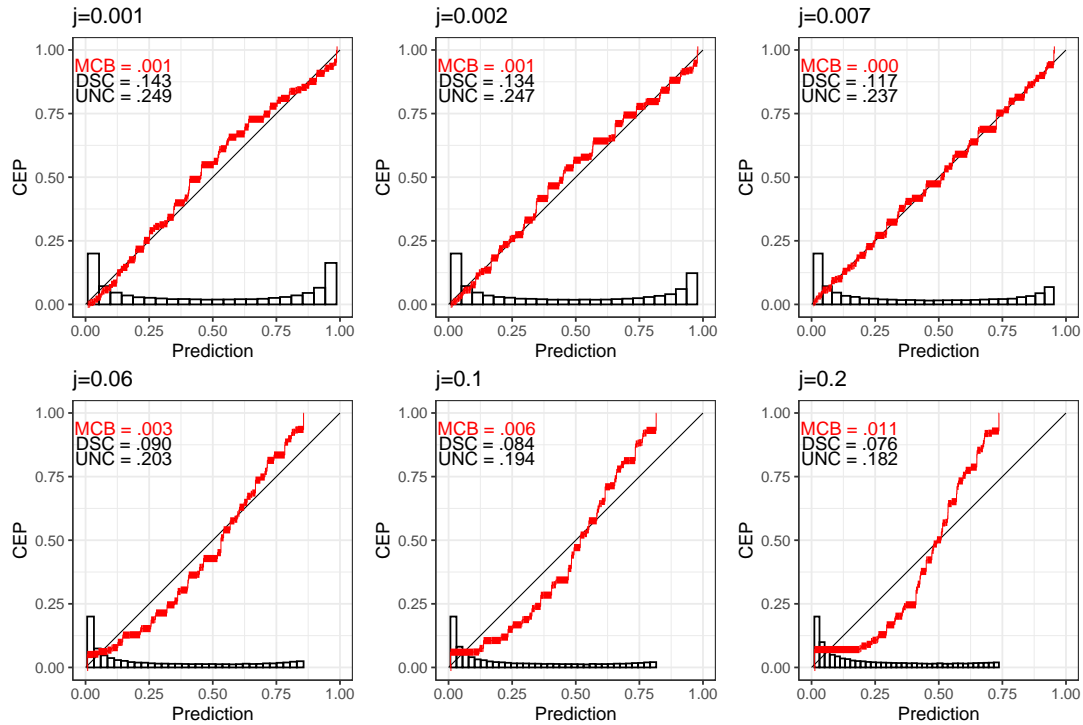 j=0.001
MCB = .001
DSC = .143
UNC = .249
CEP
1.00
0.75
0.50
0.25
0.00
0.00 0.25 0.50 0.75 1.00
Prediction
j=0.002
MCB = .001
DSC = .134
UNC = .247
CEP
1.00
0.75
0.50
0.25
0.00
0.00 0.25 0.50 0.75 1.00
Prediction
j=0.007
MCB = .000
DSC = .117
UNC = .237
CEP
1.00
0.75
0.50
0.25
0.00
0.00 0.25 0.50 0.75 1.00
Prediction
j=0.06
MCB = .003
DSC = .090
UNC = .203
CEP
1.00
0.75
0.50
0.25
0.00
0.00 0.25 0.50 0.75 1.00
Prediction
j=0.1
MCB = .006
DSC = .084
UNC = .194
CEP
1.00
0.75
0.50
0.25
0.00
0.00 0.25 0.50 0.75 1.00
Prediction
j=0.2
MCB = .011
DSC = .076
UNC = .182
CEP
1.00
0.75
0.50
0.25
0.00
0.00 0.25 0.50 0.75 1.00
Prediction